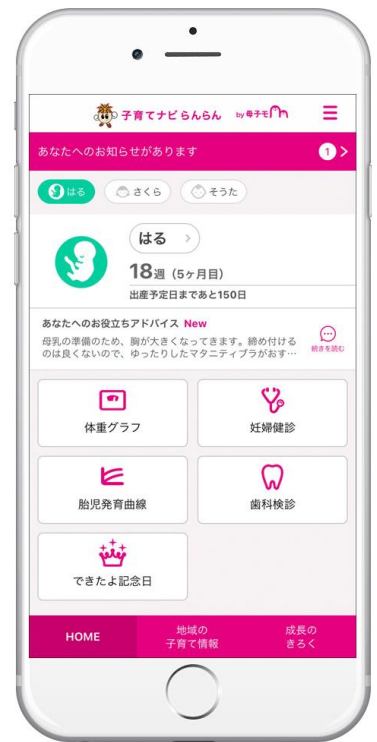 子育てナビ らんらん by 母子モ
あなたへのお知らせがあります 1
はる さくら そうた
はる
18週 (5ヶ月目)
出産予定日まであと150日
あなたへのお役立ちアドバイス New
母乳の準備のため、胸が大きくなってきます。締め付ける
のは良くないので、ゆったりしたマタニティブラがおす…
続きを読む
体重グラフ
妊婦健診
胎児発育曲線
歯科検診
できたよ記念日
HOME
地域の
子育て情報
成長の
きろく